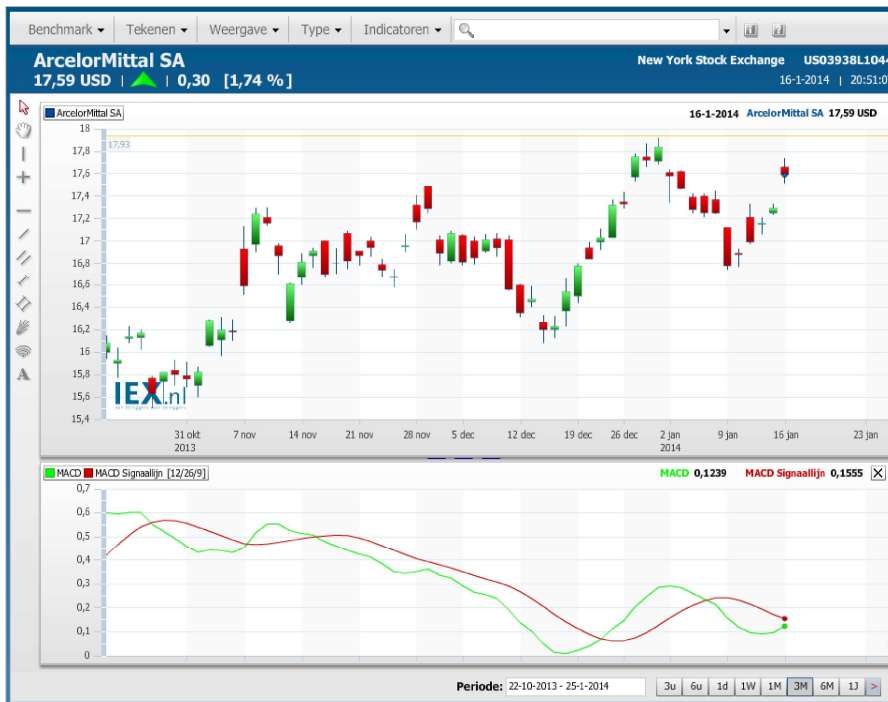 Benchmark Tekenen Weergave Type Indicatoren
ArcelorMittal SA
New York Stock Exchange US03938L1044
17,59 USD | | 0,30 [1,74 %]
16-1-2014 | 20:51:0
ArcelorMittal SA
16-1-2014 ArcelorMittal SA 17,59 USD
18
17,93
17,8
17,6
17,4
17,2
17
16,8
16,6
16,4
16,2
16
15,8
15,6
15,4
A
IEX.nl
31 okt 7 nov 14 nov 21 nov 28 nov 5 dec 12 dec 19 dec 26 dec 2 jan 9 jan 16 jan 23 jan
2013 2014
MACD MACD Signaallijn [12/26/9]
MACD 0,1239 MACD Signaallijn 0,1555
0,7
0,6
0,5
0,4
0,3
0,2
0,1
0
Periode: 22-10-2013 - 25-1-2014 3u 6u 1d 1W 1M 3M 6M 1J >